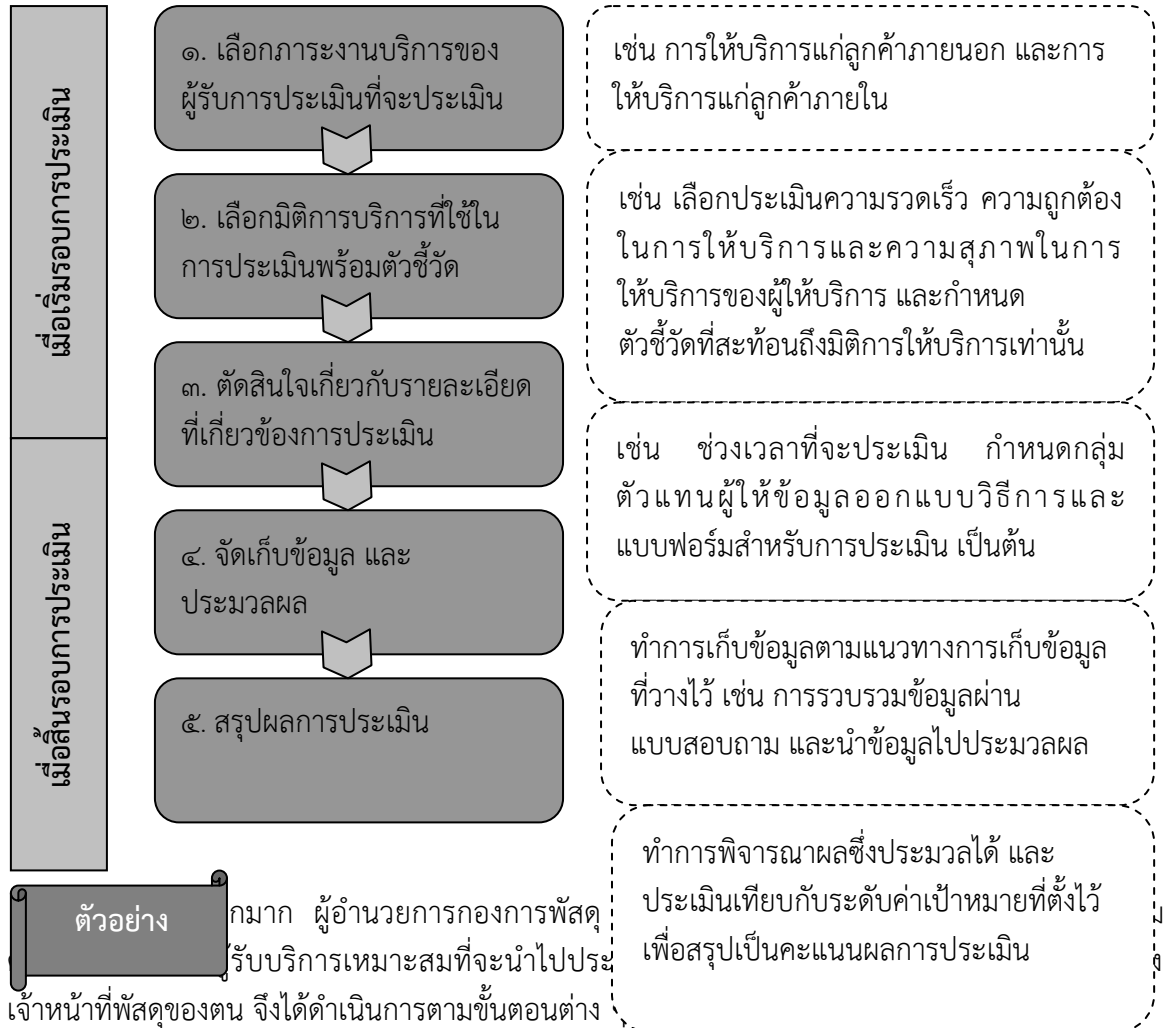 เมื่อเริ่มรอบการประเมิน
๑. เลือกภาระงานบริการของ
ผู้รับการประเมินที่จะประเมิน
เช่น การให้บริการแก่ลูกค้าภายนอก และการ
ให้บริการแก่ลูกค้าภายใน
๒. เลือกมิติการบริการที่ใช้ใน
การประเมินพร้อมตัวชี้วัด
เช่น เลือกประเมินความรวดเร็ว ความถูกต้อง
ในการให้บริการและความสุภาพในการ
ให้บริการของผู้ให้บริการ และกำหนด
ตัวชี้วัดที่สะท้อนถึงมิติการให้บริการเท่านั้น
๓. ตัดสินใจเกี่ยวกับรายละเอียด
ที่เกี่ยวข้องการประเมิน
เช่น ช่วงเวลาที่จะประเมิน กำหนดกลุ่ม
ตัวแทนผู้ให้ข้อมูลออกแบบวิธีการและ
แบบฟอร์มสำหรับการประเมิน เป็นต้น
เมื่อสิ้นรอบการประเมิน
๔. จัดเก็บข้อมูล และ
ประมวลผล
ทำการเก็บข้อมูลตามแนวทางการเก็บข้อมูล
ที่วางไว้ เช่น การรวบรวมข้อมูลผ่าน
แบบสอบถาม และนำข้อมูลไปประมวลผล
๕. สรุปผลการประเมิน
ทำการพิจารณาผลซึ่งประมวลได้ และ
ประเมินเทียบกับระดับค่าเป้าหมายที่ตั้งไว้
เพื่อสรุปเป็นคะแนนผลการประเมิน
ตัวอย่าง
กมาก ผู้อำนวยการกองการพัสดุ
รับบริการเหมาะสมที่จะนำไปประ
เจ้าหน้าที่พัสดุของตน จึงได้ดำเนินการตามขั้นตอนต่าง